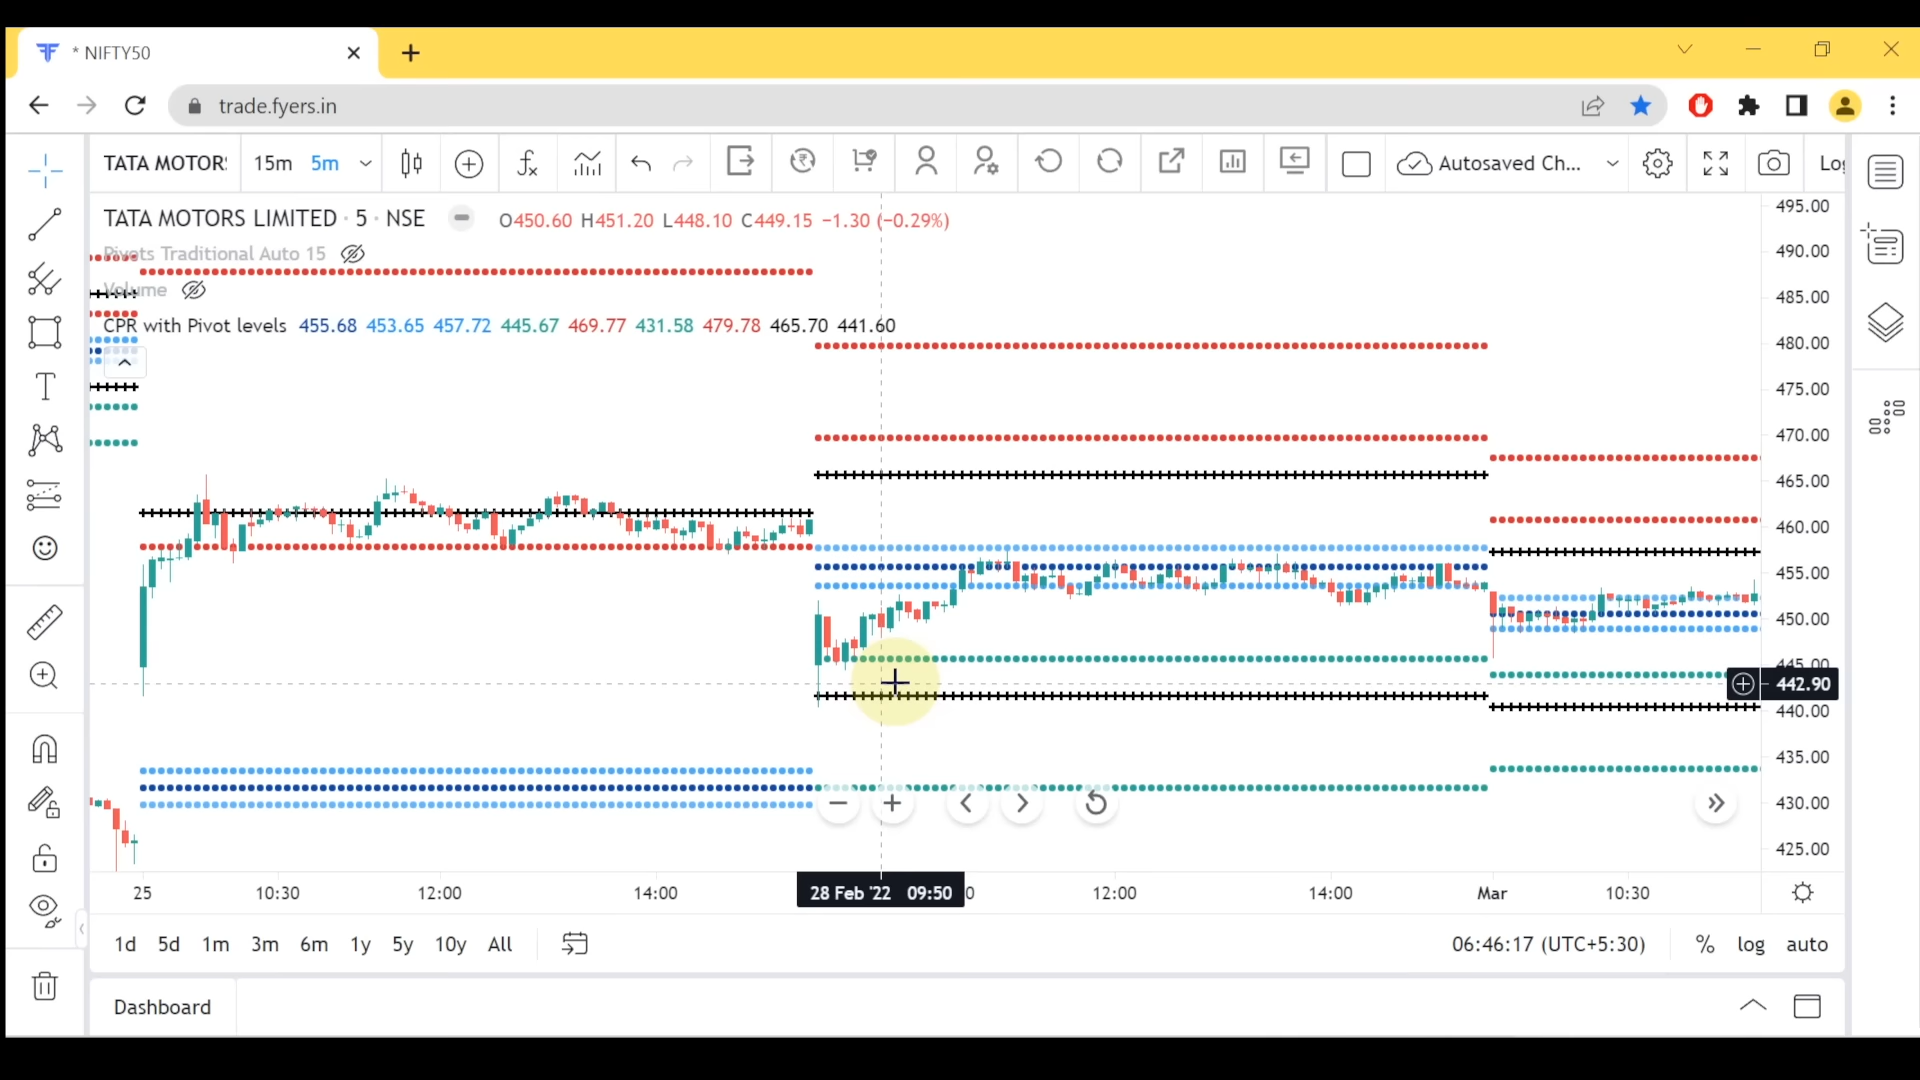 * NIFTY50
trade.fyers.in
TATA MOTOR 15m 5m Autosaved Ch... Log
TATA MOTORS LIMITED · 5 · NSE O450.60 H451.20 L448.10 C449.15 −1.30 (−0.29%)
Pivots Traditional Auto 15
Volume
CPR with Pivot levels 455.68 453.65 457.72 445.67 469.77 431.58 479.78 465.70 441.60
495.00
490.00
485.00
480.00
475.00
470.00
465.00
460.00
455.00
450.00
445.00
442.90
440.00
435.00
430.00
425.00
25 10:30 12:00 14:00 28 Feb '22 09:50 0 12:00 14:00 Mar 10:30
1d 5d 1m 3m 6m 1y 5y 10y All 06:46:17 (UTC+5:30) % log auto
Dashboard